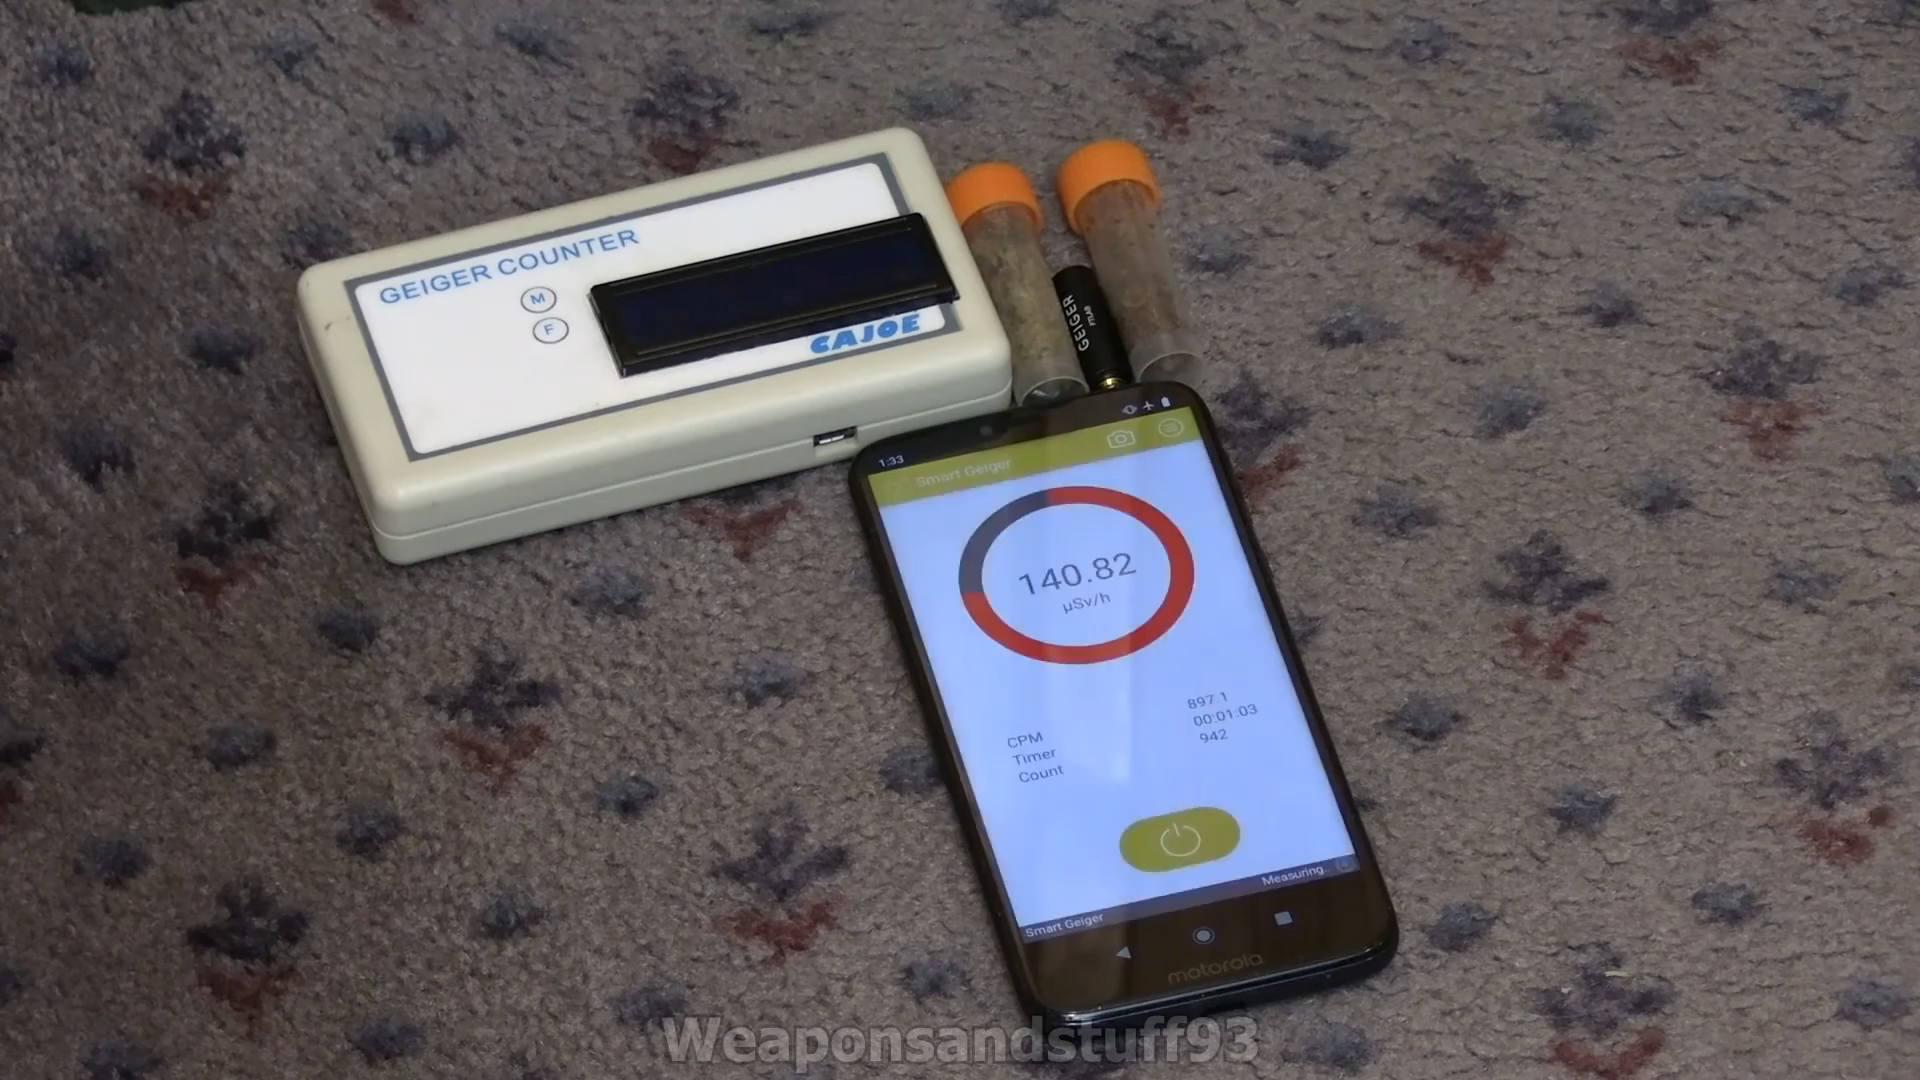 GEIGER COUNTER
M
F
CAJOE
GEIGER
FTLAB
1:33
Smart Geiger
140.82
µSv/h
CPM 897.1
Timer 00:01:03
Count 942
Measuring..
Smart Geiger
motorola
Weaponsandstuff93